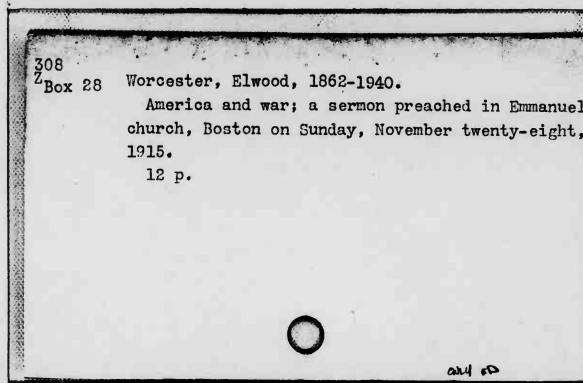 308
Z Box 28 Worcester, Elwood, 1862-1940.
America and war; a sermon preached in Emmanuel
church, Boston on Sunday, November twenty-eight,
1915.
12 p.